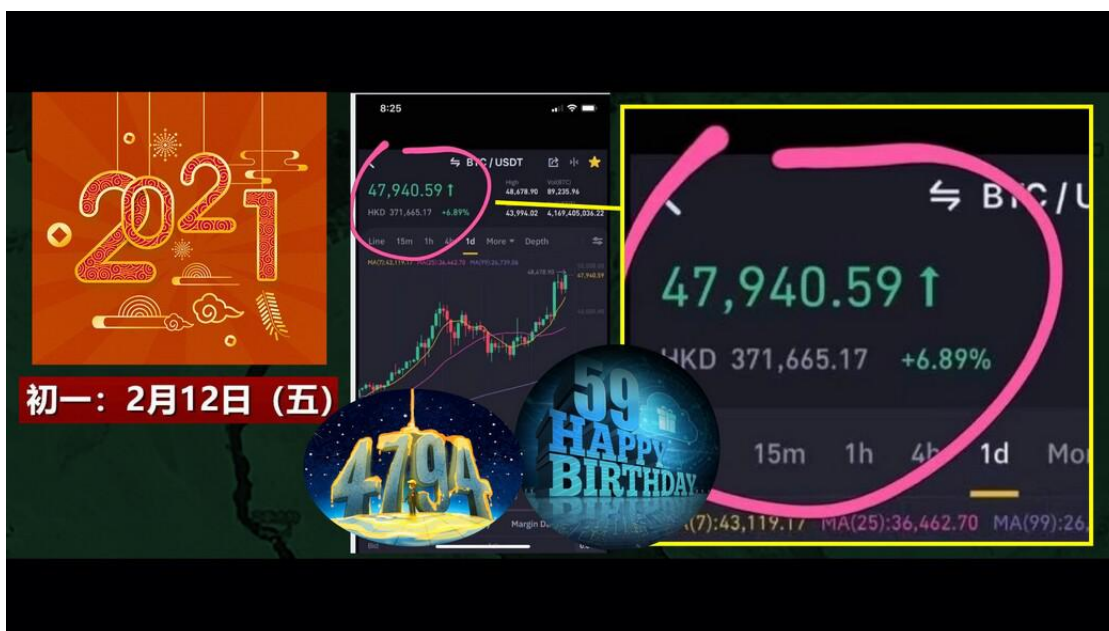 2021
初一：2月12日（五）
8:25
BTC/USDT
47,940.59↑
HKD 371,665.17 +6.89%
High
48,678.90
Vol(BTC)
89,235.96
43,994.02 4,169,405,036.22
Line 15m 1h 4h 1d More Depth
MA(7):43,119.17 MA(25):36,462.70 MA(99):26,739.06
48,678.90
47,940.59
4794
59
HAPPY
BIRTHDAY
Margin
Bid
47,940.59↑
HKD 371,665.17 +6.89%
15m 1h 4h 1d
(7):43,119.17 MA(25):36,462.70 MA(99):26,